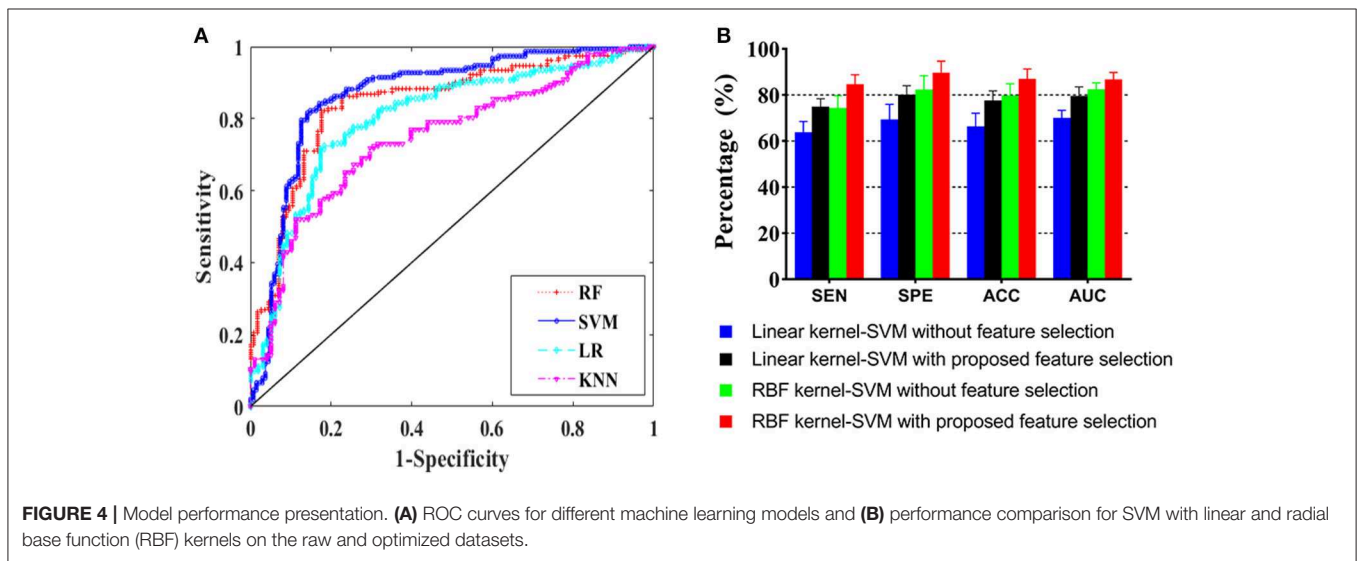 A
1
0.8
0.6
0.4
0.2
0
Sensitivity
0 0.2 0.4 0.6 0.8 1
1-Specificity
RF
SVM
LR
KNN
B
100
80
60
40
20
0
Percentage (%)
SEN SPE ACC AUC
Linear kernel-SVM without feature selection
Linear kernel-SVM with proposed feature selection
RBF kernel-SVM without feature selection
RBF kernel-SVM with proposed feature selection
FIGURE 4 | Model performance presentation. (A) ROC curves for different machine learning models and (B) performance comparison for SVM with linear and radial
base function (RBF) kernels on the raw and optimized datasets.